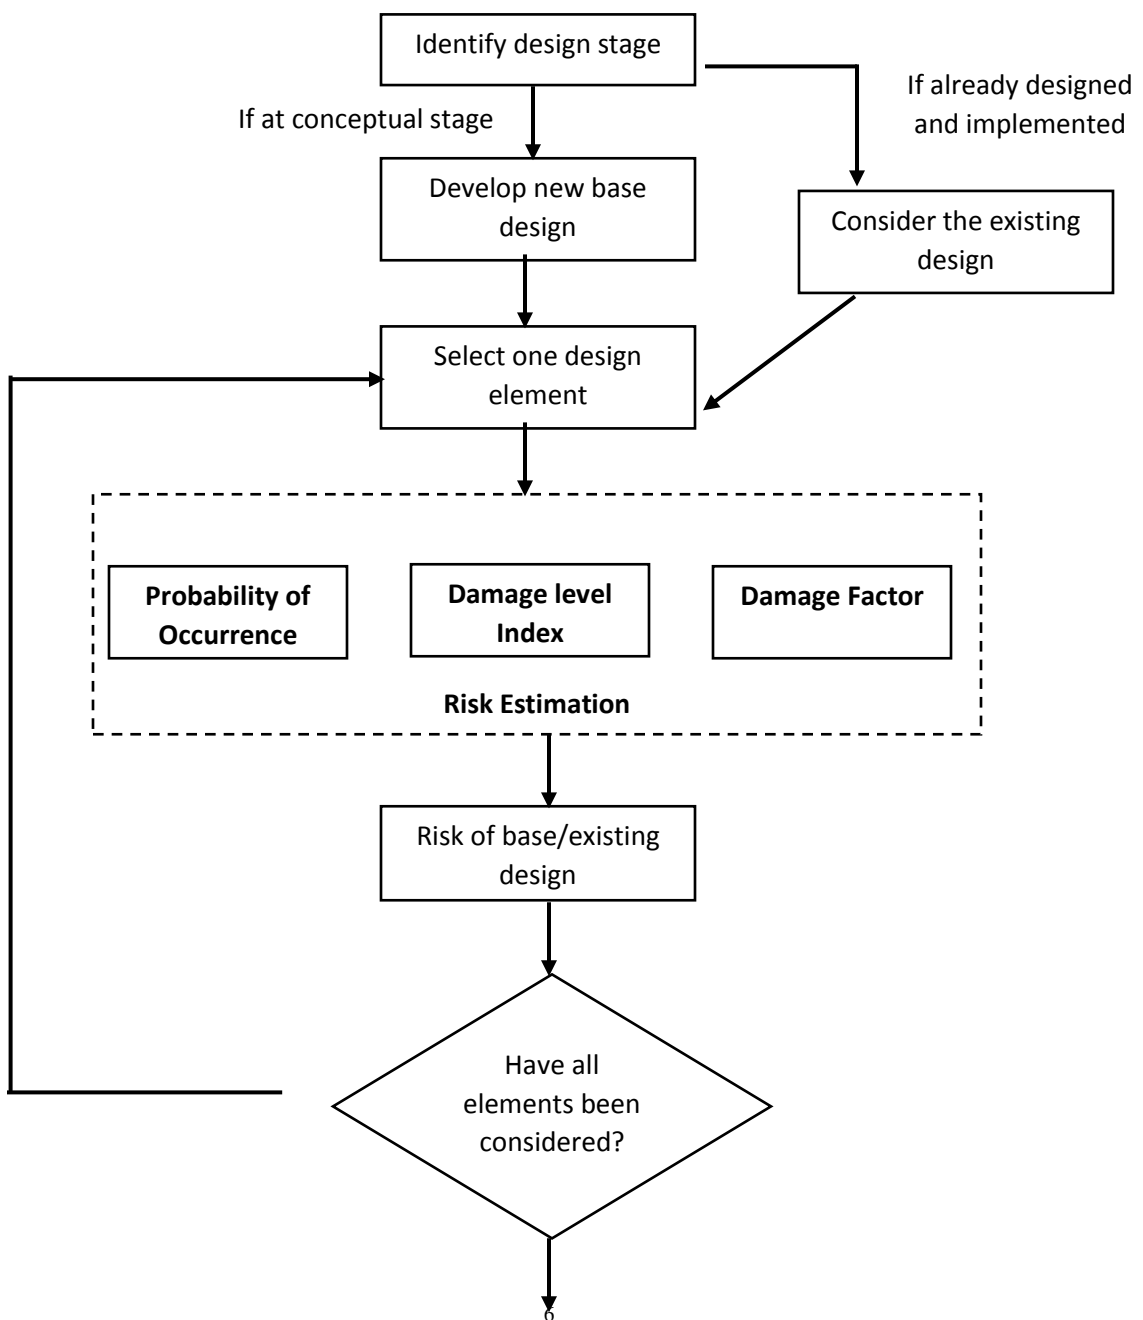 Identify design stage
If already designed
and implemented
If at conceptual stage
Develop new base
design
Consider the existing
design
Select one design
element
Probability of
Occurrence
Damage level
Index
Damage Factor
Risk Estimation
Risk of base/existing
design
Have all
elements been
considered?
6